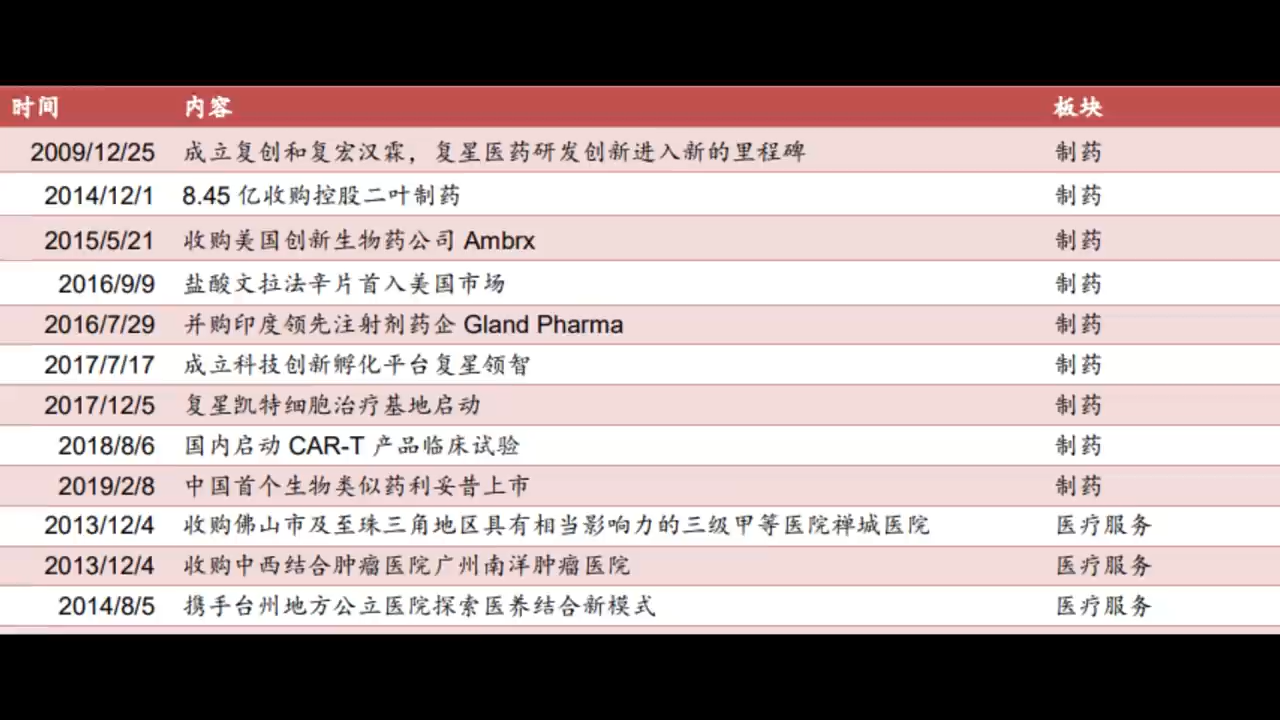 时间 内容 板块
2009/12/25 成立复创和复宏汉霖，复星医药研发创新进入新的里程碑 制药
2014/12/1 8.45 亿收购控股二叶制药 制药
2015/5/21 收购美国创新生物药公司 Ambrx 制药
2016/9/9 盐酸文拉法辛片首入美国市场 制药
2016/7/29 并购印度领先注射剂药企 Gland Pharma 制药
2017/7/17 成立科技创新孵化平台复星领智 制药
2017/12/5 复星凯特细胞治疗基地启动 制药
2018/8/6 国内启动 CAR-T 产品临床试验 制药
2019/2/8 中国首个生物类似药利妥昔上市 制药
2013/12/4 收购佛山市及至珠三角地区具有相当影响力的三级甲等医院禅城医院 医疗服务
2013/12/4 收购中西结合肿瘤医院广州南洋肿瘤医院 医疗服务
2014/8/5 携手台州地方公立医院探索医养结合新模式 医疗服务